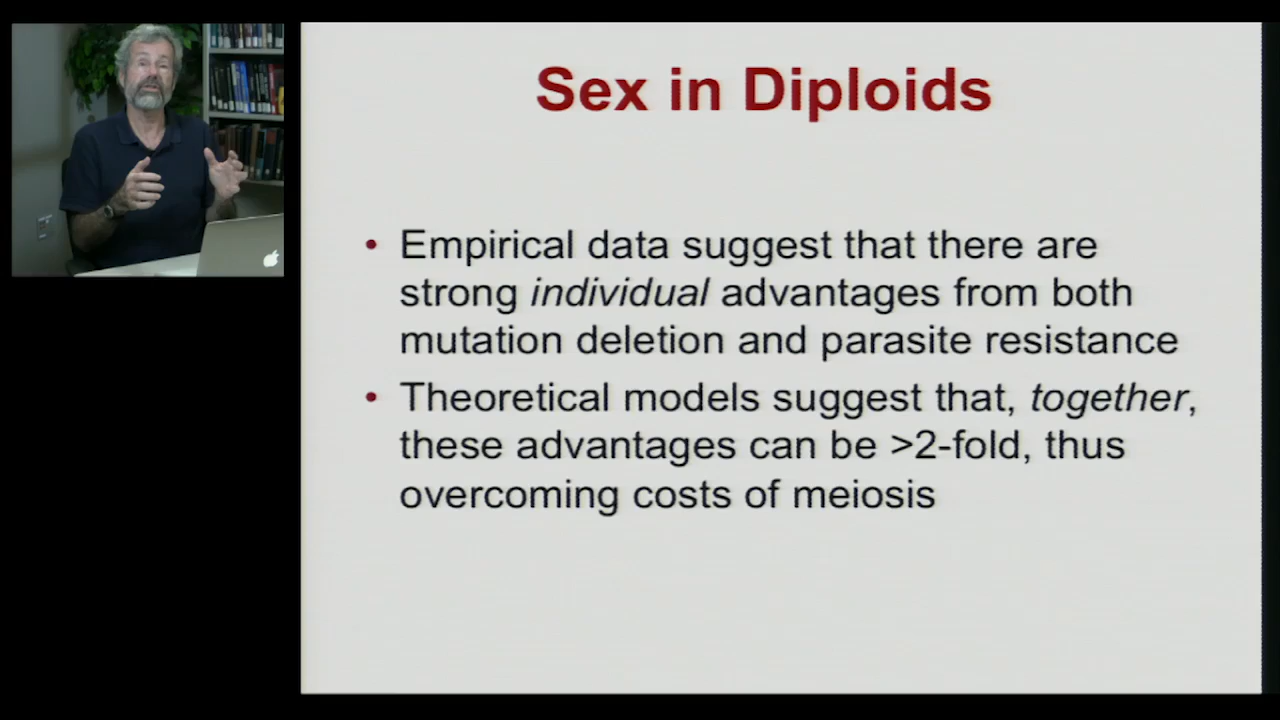 Sex in Diploids
• Empirical data suggest that there are
strong individual advantages from both
mutation deletion and parasite resistance
• Theoretical models suggest that, together,
these advantages can be >2-fold, thus
overcoming costs of meiosis